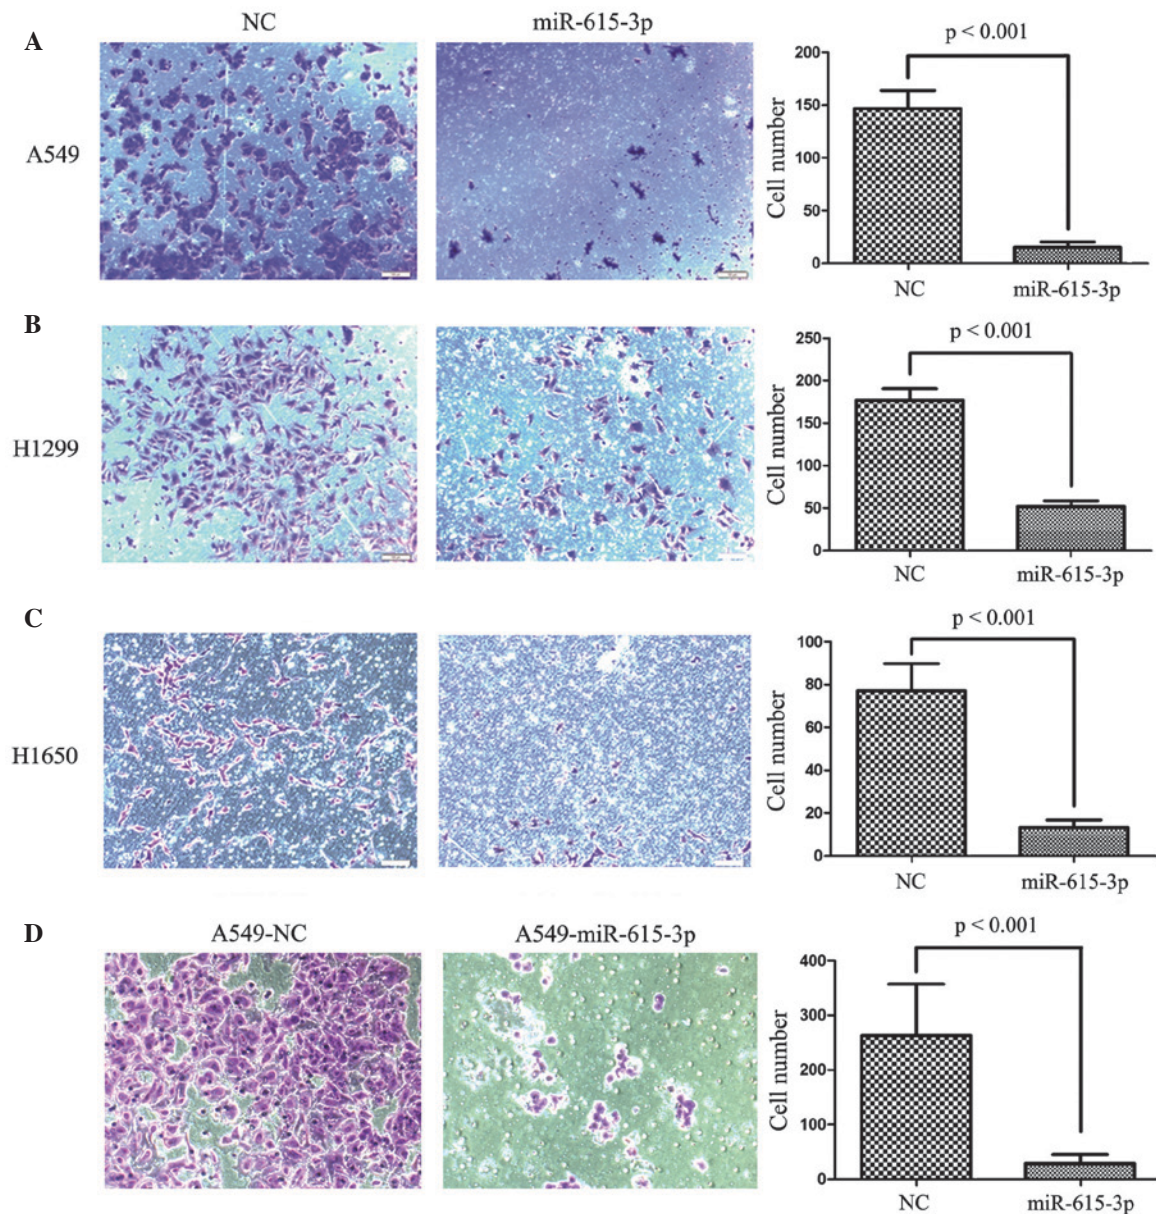 NC
miR-615-3p
A
A549
p < 0.001
Cell number
200
150
100
50
0
NC
miR-615-3p
B
H1299
p < 0.001
Cell number
250
200
150
100
50
0
NC
miR-615-3p
C
H1650
p < 0.001
Cell number
100
80
60
40
20
0
NC
miR-615-3p
D
A549-NC
A549-miR-615-3p
p < 0.001
Cell number
400
300
200
100
0
NC
miR-615-3p